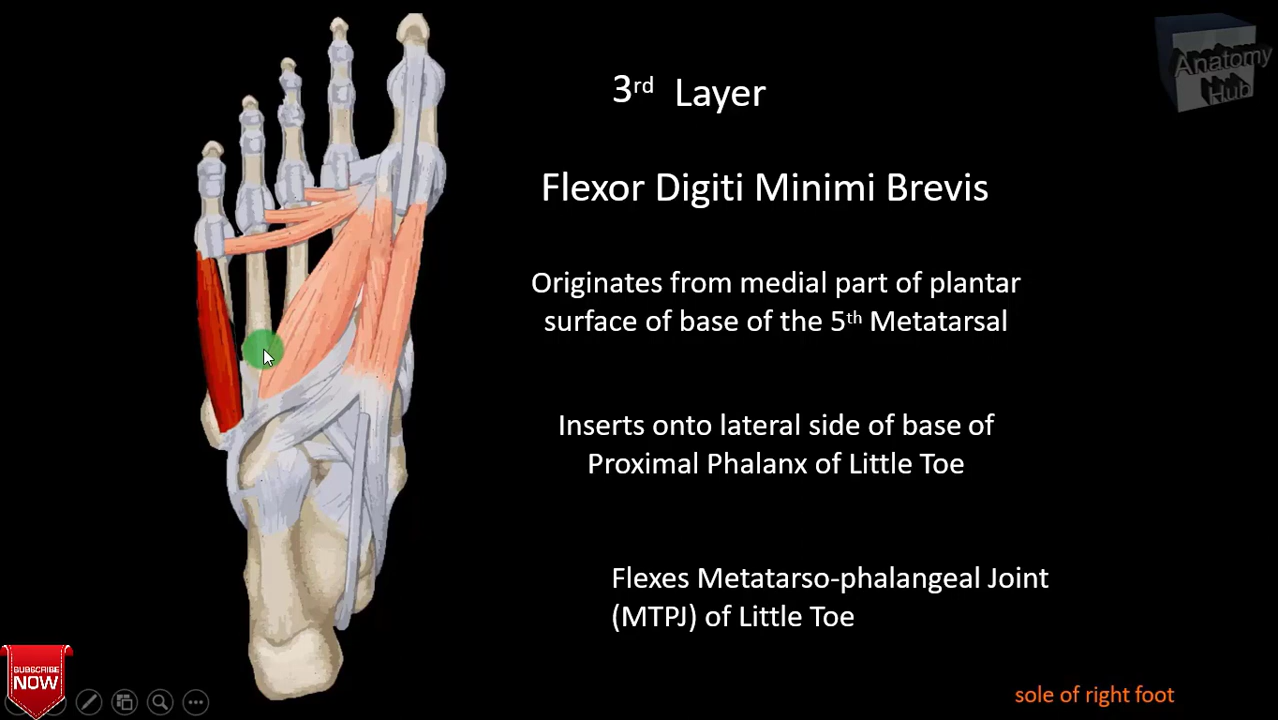 Anatomy
Hub
3rd Layer
Flexor Digiti Minimi Brevis
Originates from medial part of plantar
surface of base of the 5th Metatarsal
Inserts onto lateral side of base of
Proximal Phalanx of Little Toe
Flexes Metatarso-phalangeal Joint
(MTPJ) of Little Toe
SUBSCRIBE
NOW
sole of right foot